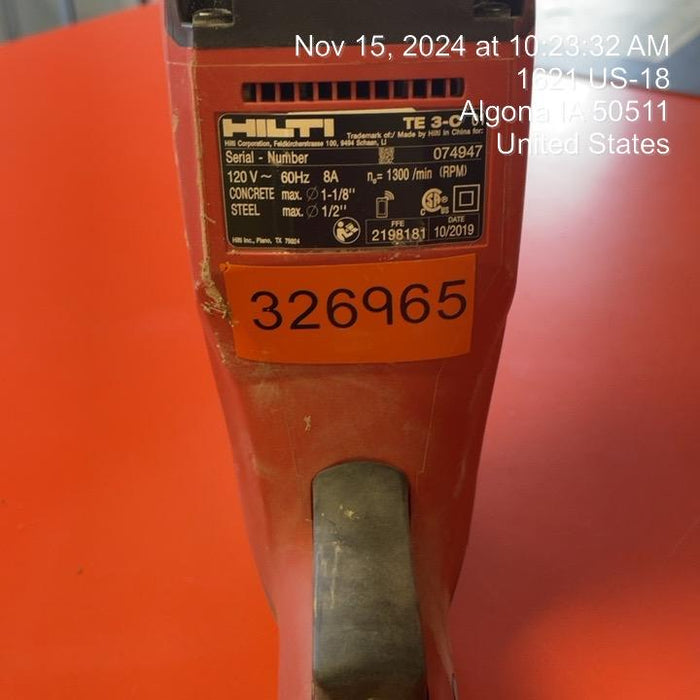 Nov 15, 2024 at 10:23:32 AM
1621 US-18
Algona IA 50511
United States
HILTI TE 3-C
Trademark of/ Made by Hilti in China for:
Hilti Corporation, Feldkircherstrasse 100, 9494 Schaan, LI
Serial - Number 074947
120 V ~ 60Hz 8A n₀= 1300 /min (RPM)
CONCRETE max. Ø 1-1/8"
STEEL max. Ø 1/2"
CSA® C US
FFE DATE
2198181 10/2019
Hilti Inc., Plano, TX 75024
326965